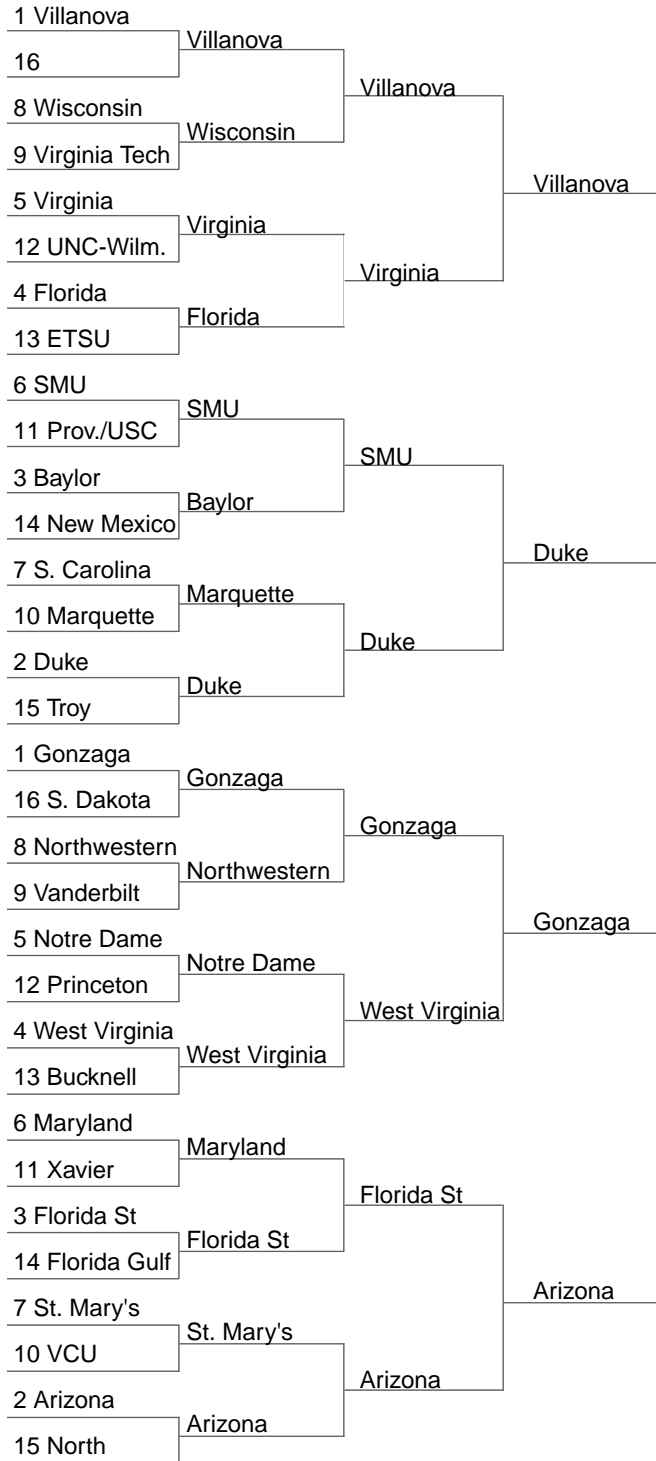 1 Villanova
Villanova
16
Villanova
8 Wisconsin
Wisconsin
9 Virginia Tech
Villanova
5 Virginia
Virginia
12 UNC-Wilm.
Virginia
4 Florida
Florida
13 ETSU
6 SMU
SMU
11 Prov./USC
SMU
3 Baylor
Baylor
14 New Mexico
Duke
7 S. Carolina
Marquette
10 Marquette
Duke
2 Duke
Duke
15 Troy
1 Gonzaga
Gonzaga
16 S. Dakota
Gonzaga
8 Northwestern
Northwestern
9 Vanderbilt
Gonzaga
5 Notre Dame
Notre Dame
12 Princeton
West Virginia
4 West Virginia
West Virginia
13 Bucknell
6 Maryland
Maryland
11 Xavier
Florida St
3 Florida St
Florida St
14 Florida Gulf
Arizona
7 St. Mary's
St. Mary's
10 VCU
Arizona
2 Arizona
Arizona
15 North